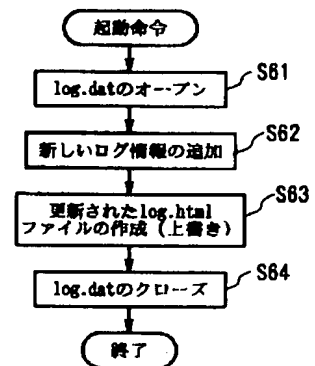 起動命令
S61
log.datのオープン
S62
新しいログ情報の追加
S63
更新されたlog.html
ファイルの作成（上書き）
S64
log.datのクローズ
終了